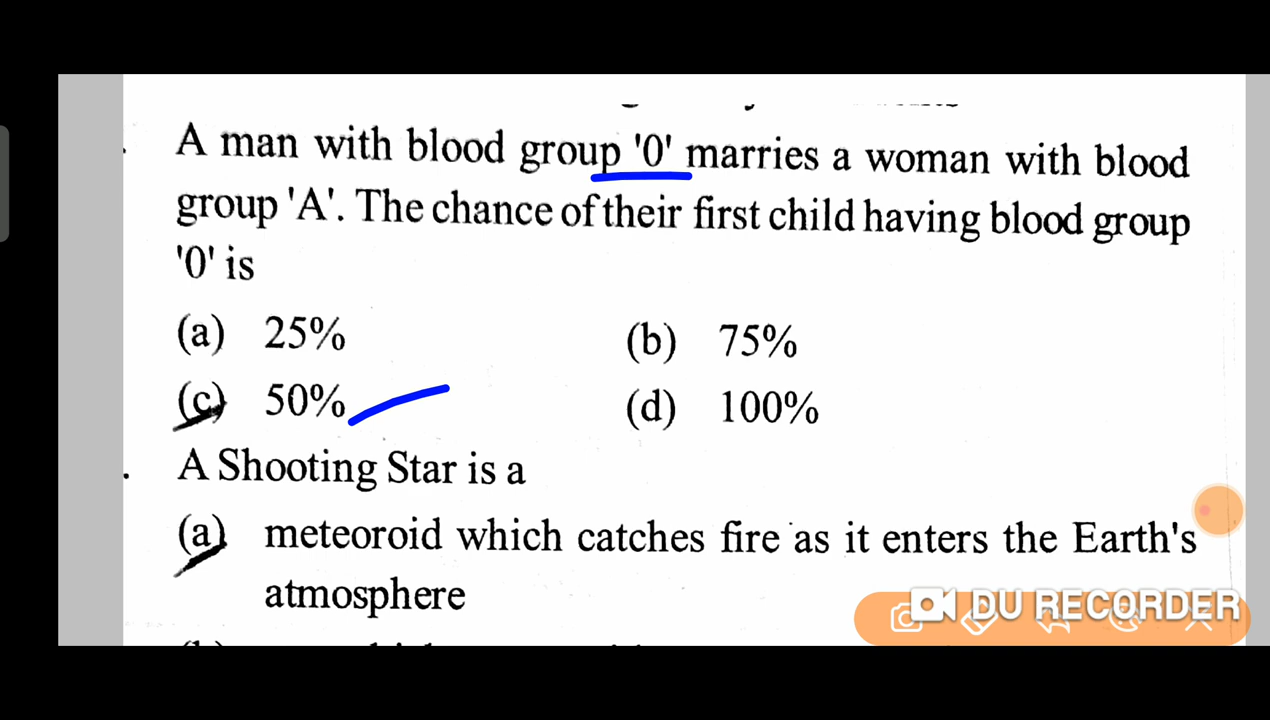 A man with blood group '0' marries a woman with blood
group 'A'. The chance of their first child having blood group
'0' is
(a) 25%
(b) 75%
(c) 50%
(d) 100%
. A Shooting Star is a
(a) meteoroid which catches fire as it enters the Earth's
atmosphere
DU RECORDER